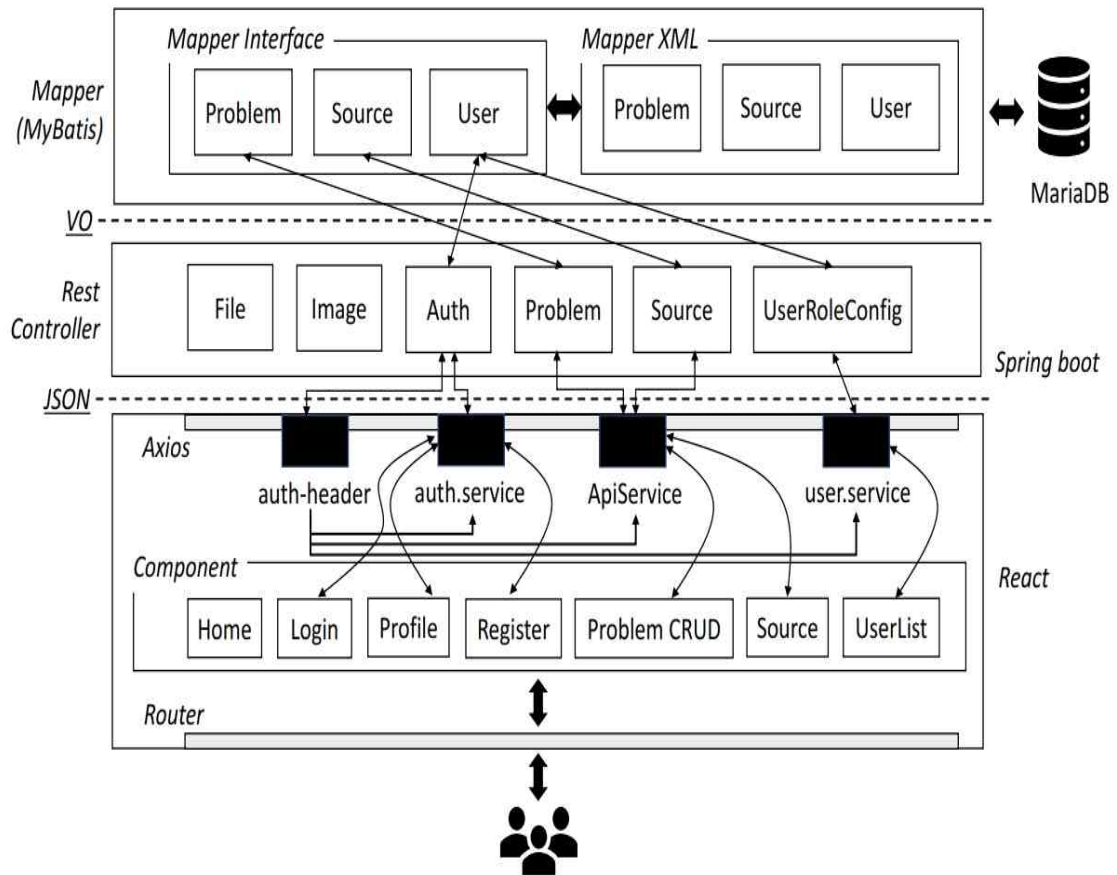 Mapper Interface
Mapper XML
Mapper
(MyBatis)
Problem
Source
User
Problem
Source
User
MariaDB
VO
Rest
Controller
File
Image
Auth
Problem
Source
UserRoleConfig
Spring boot
JSON
Axios
auth-header
auth.service
ApiService
user.service
Component
React
Home
Login
Profile
Register
Problem CRUD
Source
UserList
Router